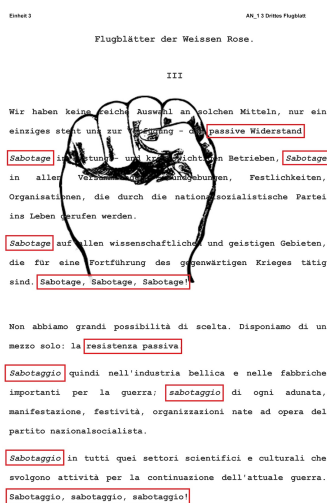 Einheit 3 AN_1 3 Drittes Flugblatt
Flugblätter der Weissen Rose.
III
Wir haben keine reiche Auswahl an solchen Mitteln, nur ein
einziges steht uns zur Verfügung - der passive Widerstand
Sabotage in - und Betrieben, Sabotage
in allen Festlichkeiten,
Organisationen, die durch die nationalsozialistische Partei
ins Leben gerufen werden.
Sabotage auf allen wissenschaftlichen und geistigen Gebieten,
die für eine Fortführung des gegenwärtigen Krieges tätig
sind. Sabotage, Sabotage, Sabotage!
Non abbiamo grandi possibilità di scelta. Disponiamo di un
mezzo solo: la resistenza passiva
Sabotaggio quindi nell'industria bellica e nelle fabbriche
importanti per la guerra; sabotaggio di ogni adunata,
manifestazione, festività, organizzazioni nate ad opera del
partito nazionalsocialista.
Sabotaggio in tutti quei settori scientifici e culturali che
svolgono attività per la continuazione dell'attuale guerra.
Sabotaggio, sabotaggio, sabotaggio!